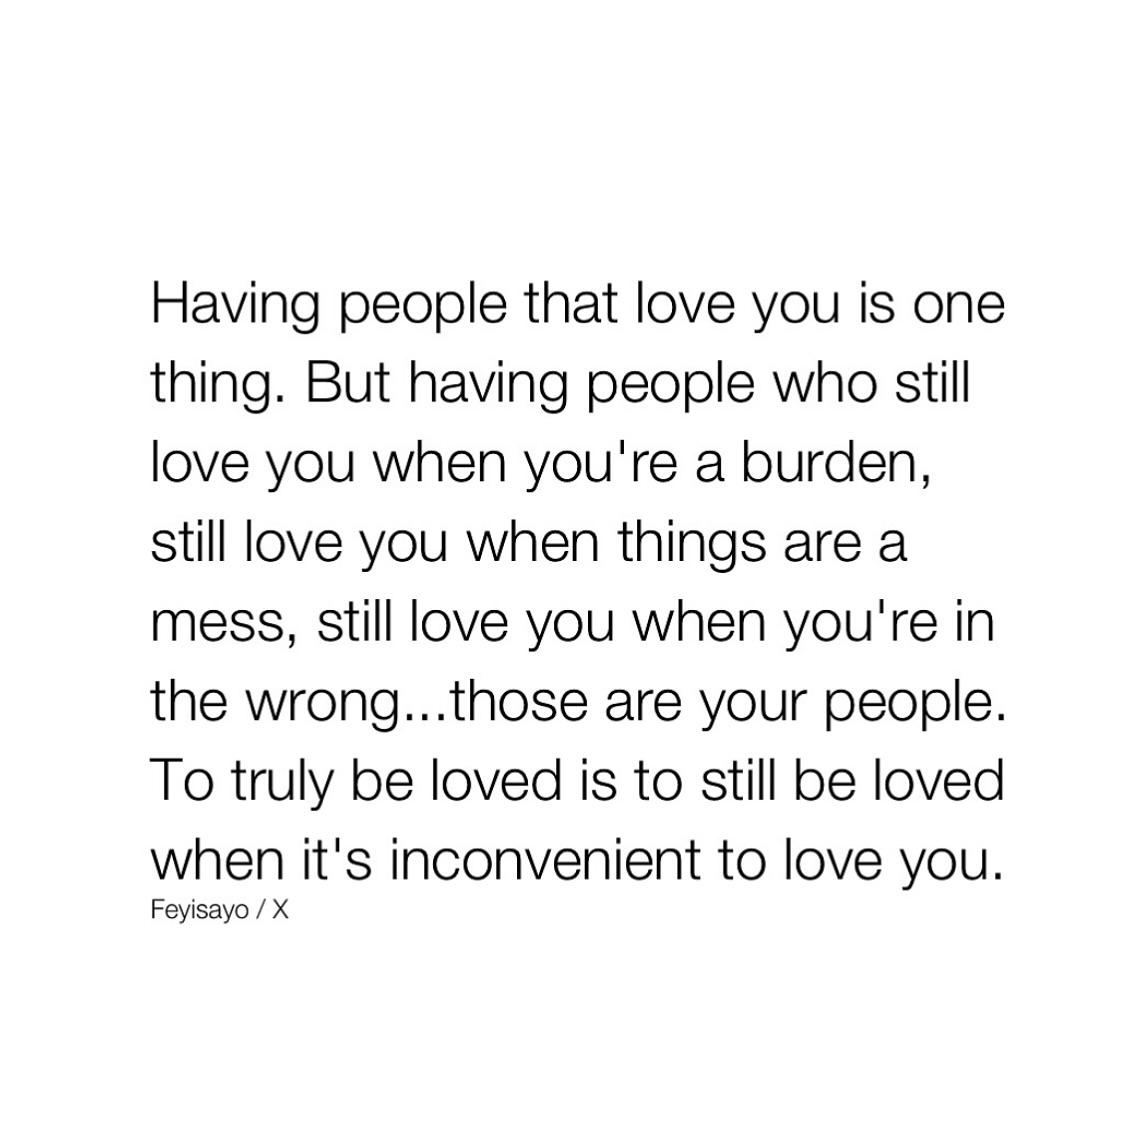 Having people that love you is one
thing. But having people who still
love you when you're a burden,
still love you when things are a
mess, still love you when you're in
the wrong...those are your people.
To truly be loved is to still be loved
when it's inconvenient to love you.
Feyisayo / X